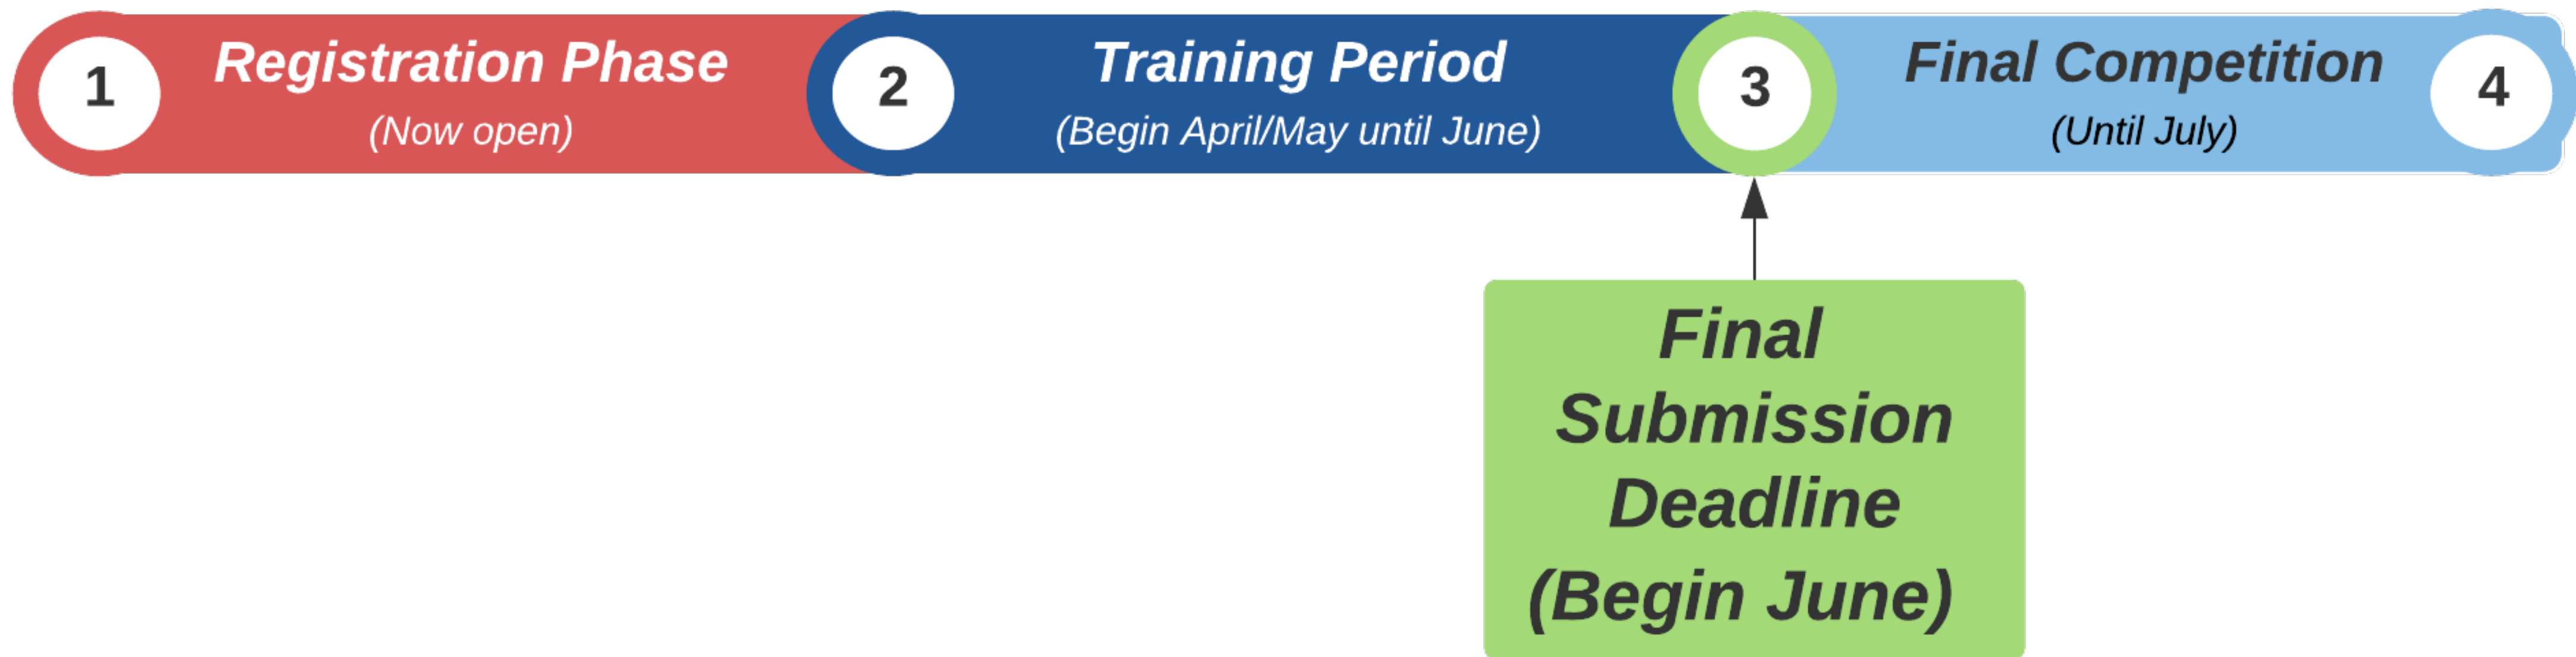 1
Registration Phase
(Now open)
2
Training Period
(Begin April/May until June)
3
Final Competition
(Until July)
4
Final
Submission
Deadline
(Begin June)